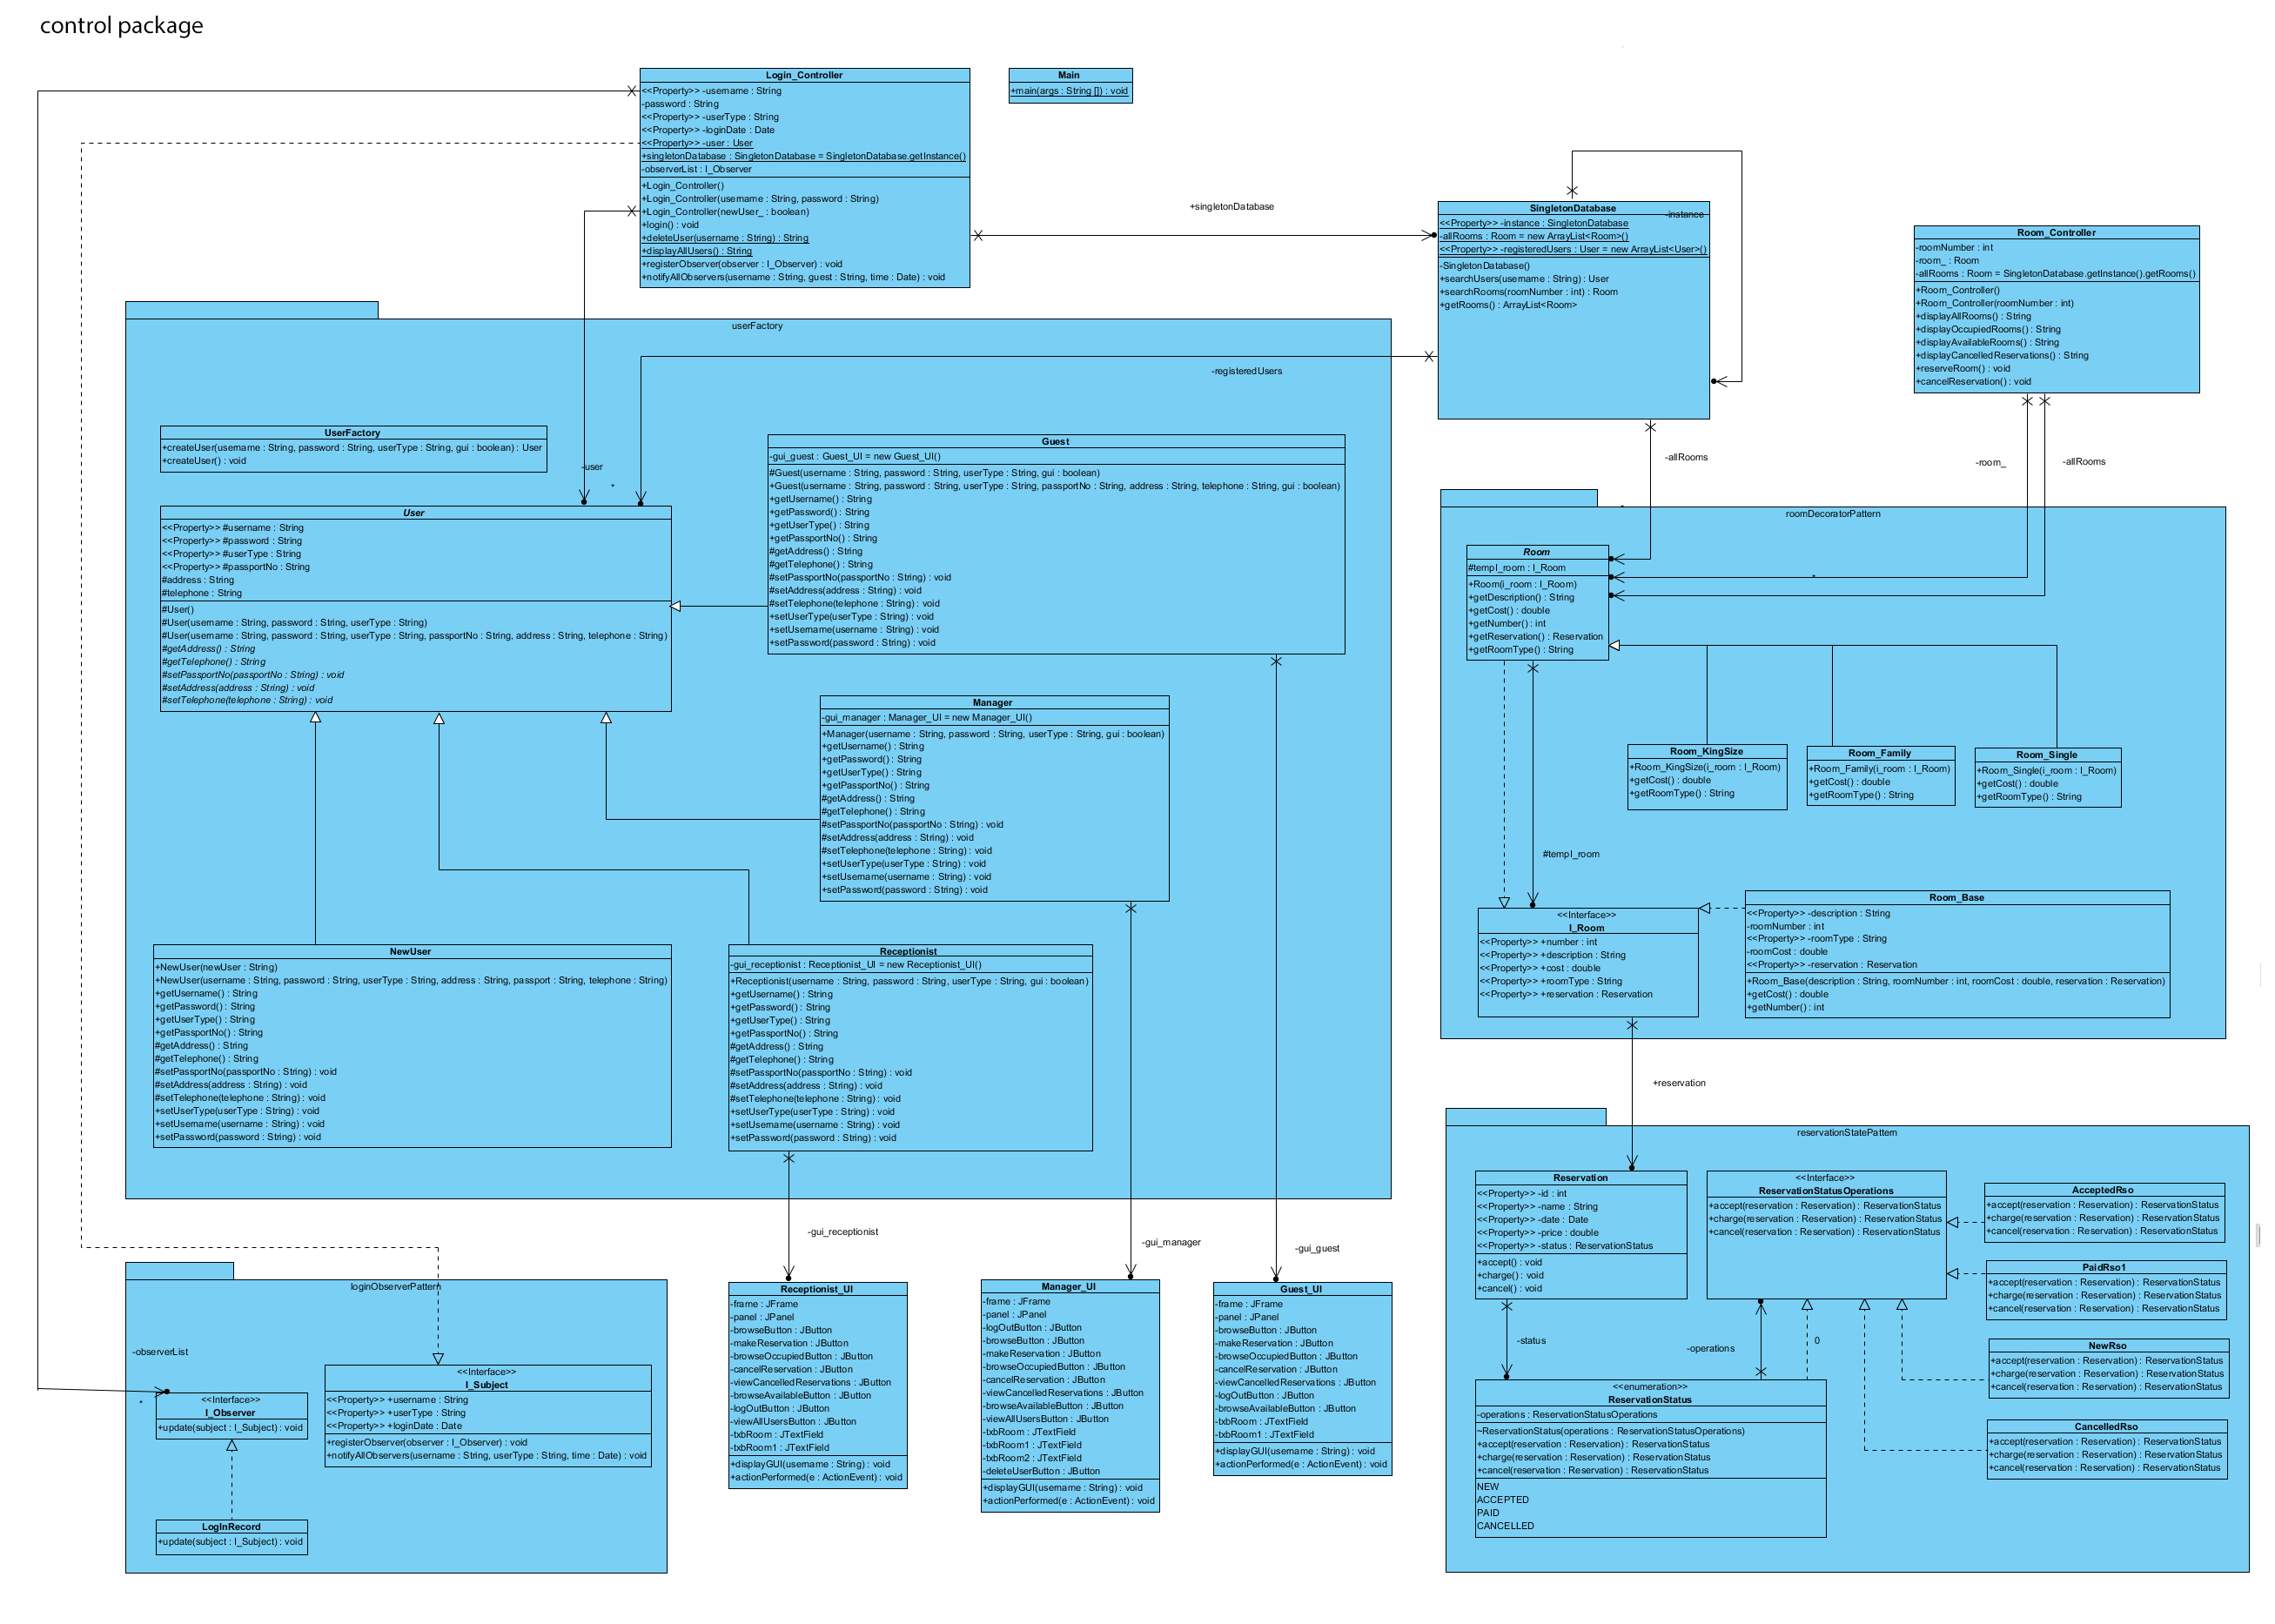 control package
Login_Controller
<<Property>> -username : String
-password : String
<<Property>> -userType : String
<<Property>> -loginDate : Date
<<Property>> -user : User
+singletonDatabase : SingletonDatabase = SingletonDatabase.getInstance()
-observerList : I_Observer
+Login_Controller()
+Login_Controller(username : String, password : String)
+Login_Controller(newUser_ : boolean)
+login() : void
+deleteUser(username : String) : String
+displayAllUsers() : String
+registerObserver(observer : I_Observer) : void
+notifyAllObservers(username : String, guest : String, time : Date) : void
Main
+main(args : String []) : void
+singletonDatabase
SingletonDatabase
-instance
<<Property>> -instance : SingletonDatabase
-allRooms : Room = new ArrayList<Room>()
<<Property>> -registeredUsers : User = new ArrayList<User>()
-SingletonDatabase()
+searchUsers(username : String) : User
+searchRooms(roomNumber : int) : Room
+getRooms() : ArrayList<Room>
Room_Controller
-roomNumber : int
-room_ : Room
-allRooms : Room = SingletonDatabase.getInstance().getRooms()
+Room_Controller()
+Room_Controller(roomNumber : int)
+displayAllRooms() : String
+displayOccupiedRooms() : String
+displayAvailableRooms() : String
+displayCancelledReservations() : String
+reserveRoom() : void
+cancelReservation() : void
userFactory
-registeredUsers
UserFactory
+createUser(username : String, password : String, userType : String, gui : boolean) : User
+createUser() : void
-user
*
User
<<Property>> #username : String
<<Property>> #password : String
<<Property>> #userType : String
<<Property>> #passportNo : String
#address : String
#telephone : String
#User()
#User(username : String, password : String, userType : String)
#User(username : String, password : String, userType : String, passportNo : String, address : String, telephone : String)
#getAddress() : String
#getTelephone() : String
#setPassportNo(passportNo : String) : void
#setAddress(address : String) : void
#setTelephone(telephone : String) : void
Guest
-gui_guest : Guest_UI = new Guest_UI()
#Guest(username : String, password : String, userType : String, gui : boolean)
+Guest(username : String, password : String, userType : String, passportNo : String, address : String, telephone : String, gui : boolean)
+getUsername() : String
+getPassword() : String
+getUserType() : String
+getPassportNo() : String
#getAddress() : String
#getTelephone() : String
#setPassportNo(passportNo : String) : void
#setAddress(address : String) : void
#setTelephone(telephone : String) : void
+setUserType(userType : String) : void
+setUsername(username : String) : void
+setPassword(password : String) : void
Manager
-gui_manager : Manager_UI = new Manager_UI()
+Manager(username : String, password : String, userType : String, gui : boolean)
+getUsername() : String
+getPassword() : String
+getUserType() : String
+getPassportNo() : String
#getAddress() : String
#getTelephone() : String
#setPassportNo(passportNo : String) : void
#setAddress(address : String) : void
#setTelephone(telephone : String) : void
+setUserType(userType : String) : void
+setUsername(username : String) : void
+setPassword(password : String) : void
NewUser
+NewUser(newUser : String)
+NewUser(username : String, password : String, userType : String, address : String, passport : String, telephone : String)
+getUsername() : String
+getPassword() : String
+getUserType() : String
+getPassportNo() : String
#getAddress() : String
#getTelephone() : String
#setPassportNo(passportNo : String) : void
#setAddress(address : String) : void
#setTelephone(telephone : String) : void
+setUserType(userType : String) : void
+setUsername(username : String) : void
+setPassword(password : String) : void
Receptionist
-gui_receptionist : Receptionist_UI = new Receptionist_UI()
+Receptionist(username : String, password : String, userType : String, gui : boolean)
+getUsername() : String
+getPassword() : String
+getUserType() : String
+getPassportNo() : String
#getAddress() : String
#getTelephone() : String
#setPassportNo(passportNo : String) : void
#setAddress(address : String) : void
#setTelephone(telephone : String) : void
+setUserType(userType : String) : void
+setUsername(username : String) : void
+setPassword(password : String) : void
-allRooms
-room_
-allRooms
*
roomDecoratorPattern
Room
#tempI_room : I_Room
+Room(i_room : I_Room)
+getDescription() : String
+getCost() : double
+getNumber() : int
+getReservation() : Reservation
+getRoomType() : String
*
Room_KingSize
+Room_KingSize(i_room : I_Room)
+getCost() : double
+getRoomType() : String
Room_Family
+Room_Family(i_room : I_Room)
+getCost() : double
+getRoomType() : String
Room_Single
+Room_Single(i_room : I_Room)
+getCost() : double
+getRoomType() : String
#tempI_room
<<Interface>>
I_Room
<<Property>> +number : int
<<Property>> +description : String
<<Property>> +cost : double
<<Property>> +roomType : String
<<Property>> +reservation : Reservation
Room_Base
<<Property>> -description : String
-roomNumber : int
<<Property>> -roomType : String
-roomCost : double
<<Property>> -reservation : Reservation
+Room_Base(description : String, roomNumber : int, roomCost : double, reservation : Reservation)
+getCost() : double
+getNumber() : int
+reservation
reservationStatePattern
Reservation
<<Property>> -id : int
<<Property>> -name : String
<<Property>> -date : Date
<<Property>> -price : double
<<Property>> -status : ReservationStatus
+accept() : void
+charge() : void
+cancel() : void
<<Interface>>
ReservationStatusOperations
+accept(reservation : Reservation) : ReservationStatus
+charge(reservation : Reservation) : ReservationStatus
+cancel(reservation : Reservation) : ReservationStatus
AcceptedRso
+accept(reservation : Reservation) : ReservationStatus
+charge(reservation : Reservation) : ReservationStatus
+cancel(reservation : Reservation) : ReservationStatus
PaidRso1
+accept(reservation : Reservation) : ReservationStatus
+charge(reservation : Reservation) : ReservationStatus
+cancel(reservation : Reservation) : ReservationStatus
NewRso
+accept(reservation : Reservation) : ReservationStatus
+charge(reservation : Reservation) : ReservationStatus
+cancel(reservation : Reservation) : ReservationStatus
CancelledRso
+accept(reservation : Reservation) : ReservationStatus
+charge(reservation : Reservation) : ReservationStatus
+cancel(reservation : Reservation) : ReservationStatus
-status
-operations
0
<<enumeration>>
ReservationStatus
-operations : ReservationStatusOperations
~ReservationStatus(operations : ReservationStatusOperations)
+accept(reservation : Reservation) : ReservationStatus
+charge(reservation : Reservation) : ReservationStatus
+cancel(reservation : Reservation) : ReservationStatus
NEW
ACCEPTED
PAID
CANCELLED
-gui_receptionist
-gui_manager
-gui_guest
loginObserverPattern
-observerList
*
<<Interface>>
I_Observer
+update(subject : I_Subject) : void
<<Interface>>
I_Subject
<<Property>> +username : String
<<Property>> +userType : String
<<Property>> +loginDate : Date
+registerObserver(observer : I_Observer) : void
+notifyAllObservers(username : String, userType : String, time : Date) : void
LogInRecord
+update(subject : I_Subject) : void
Receptionist_UI
-frame : JFrame
-panel : JPanel
-browseButton : JButton
-makeReservation : JButton
-browseOccupiedButton : JButton
-cancelReservation : JButton
-viewCancelledReservations : JButton
-browseAvailableButton : JButton
-logOutButton : JButton
-viewAllUsersButton : JButton
-txbRoom : JTextField
-txbRoom1 : JTextField
+displayGUI(username : String) : void
+actionPerformed(e : ActionEvent) : void
Manager_UI
-frame : JFrame
-panel : JPanel
-logOutButton : JButton
-browseButton : JButton
-makeReservation : JButton
-browseOccupiedButton : JButton
-cancelReservation : JButton
-viewCancelledReservations : JButton
-browseAvailableButton : JButton
-viewAllUsersButton : JButton
-txbRoom : JTextField
-txbRoom1 : JTextField
-txbRoom2 : JTextField
-deleteUserButton : JButton
+displayGUI(username : String) : void
+actionPerformed(e : ActionEvent) : void
Guest_UI
-frame : JFrame
-panel : JPanel
-browseButton : JButton
-makeReservation : JButton
-browseOccupiedButton : JButton
-cancelReservation : JButton
-viewCancelledReservations : JButton
-logOutButton : JButton
-browseAvailableButton : JButton
-txbRoom : JTextField
-txbRoom1 : JTextField
+displayGUI(username : String) : void
+actionPerformed(e : ActionEvent) : void